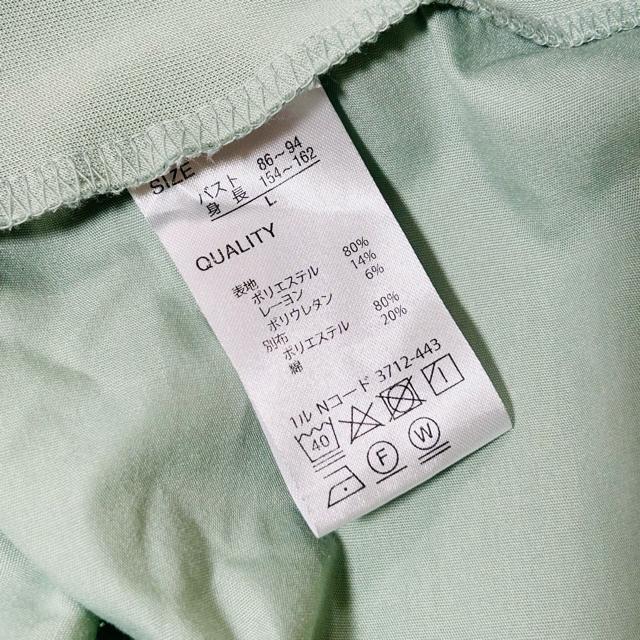 SIZE
バスト 86～94
身長 154～162
L
QUALITY
表地
ポリエステル 80%
レーヨン 14%
ポリウレタン 6%
別布
ポリエステル 80%
綿 20%
1ル Nコード 3712-443
40
F W